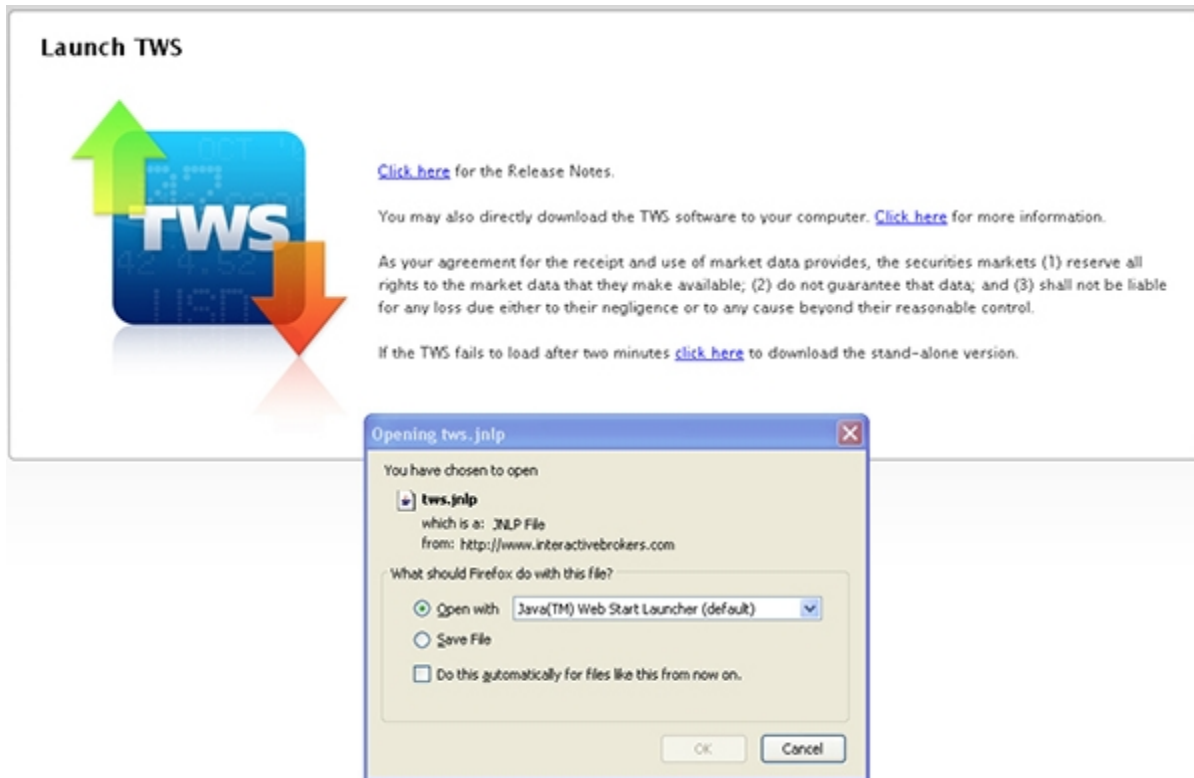 Launch TWS
OCT
47
TWS
42 4.52
Click here for the Release Notes.
You may also directly download the TWS software to your computer. Click here for more information.
As your agreement for the receipt and use of market data provides, the securities markets (1) reserve all
rights to the market data that they make available; (2) do not guarantee that data; and (3) shall not be liable
for any loss due either to their negligence or to any cause beyond their reasonable control.
If the TWS fails to load after two minutes click here to download the stand-alone version.
Opening tws.jnlp
You have chosen to open
tws.jnlp
which is a: JNLP File
from: http://www.interactivebrokers.com
What should Firefox do with this file?
Open with Java(TM) Web Start Launcher (default)
Save File
Do this automatically for files like this from now on.
OK Cancel